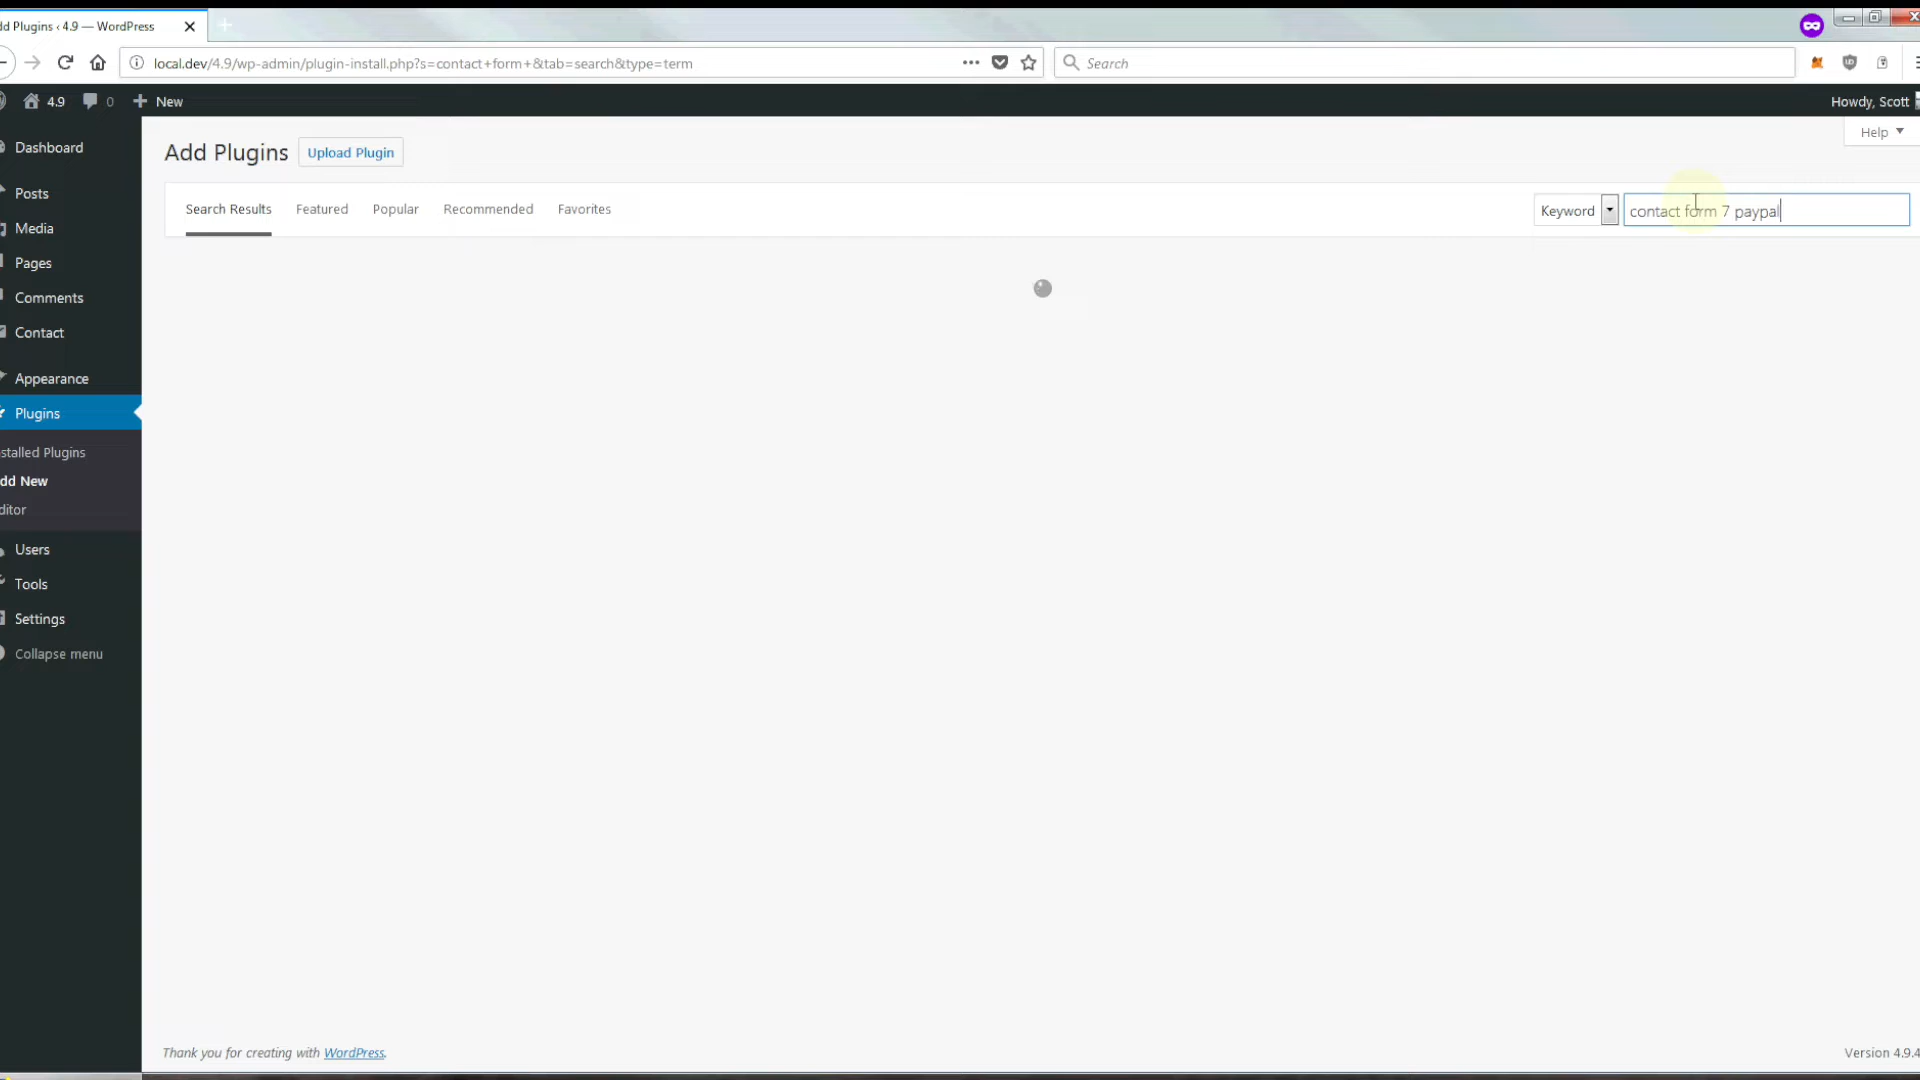 dd Plugins ‹ 4.9 — WordPress
local.dev/4.9/wp-admin/plugin-install.php?s=contact+form+&tab=search&type=term
Search
4.9
0
New
Howdy, Scott
Help
Dashboard
Posts
Media
Pages
Comments
Contact
Appearance
Plugins
stalled Plugins
dd New
ditor
Users
Tools
Settings
Collapse menu
Add Plugins
Upload Plugin
Search Results
Featured
Popular
Recommended
Favorites
Keyword
contact form 7 paypal
Thank you for creating with WordPress.
Version 4.9.4